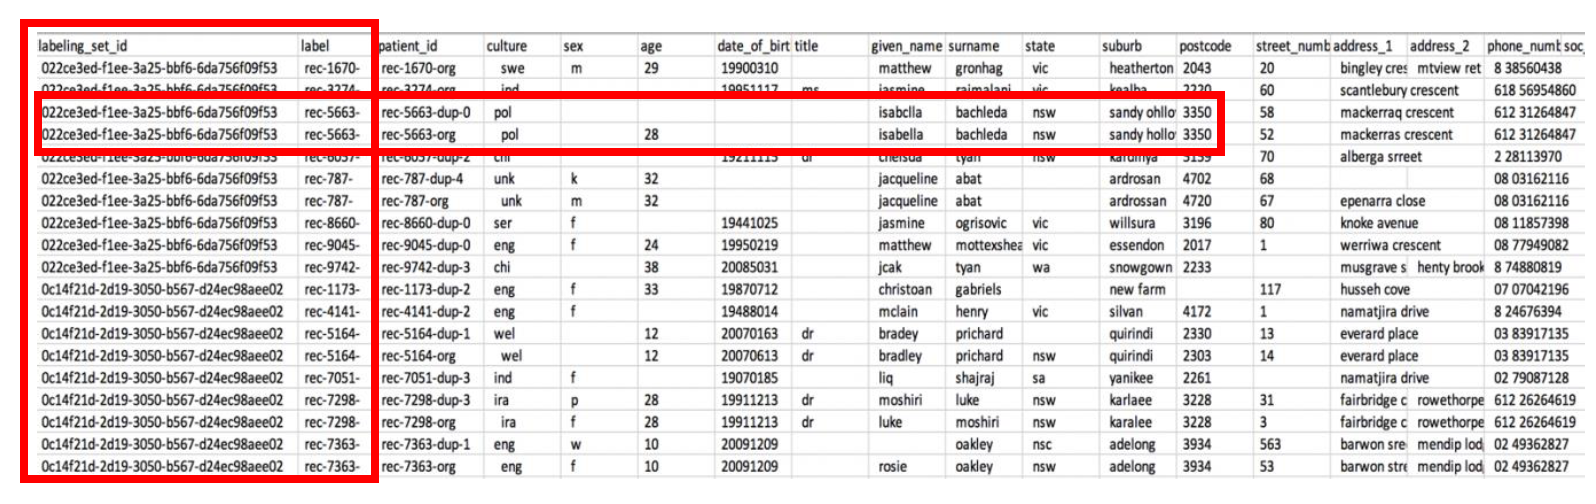 labeling_set_id label patient_id culture sex age date_of_birt title given_name surname state suburb postcode street_numb address_1 address_2 phone_numb soc_
022ce3ed-f1ee-3a25-bbf6-6da756f09f53 rec-1670- rec-1670-org swe m 29 19900310 matthew gronhag vic heatherton 2043 20 bingley cres mtview ret 8 38560438
022ce3ed-f1ee-3a25-bbf6-6da756f09f53 rec-3274- rec-3274-org ind 19951117 ms jasmine vic kealba 2220 60 scantlebury crescent 618 56954860
022ce3ed-f1ee-3a25-bbf6-6da756f09f53 rec-5663- rec-5663-dup-0 pol isabclla bachleda nsw sandy ohllo 3350 58 mackerraq crescent 612 31264847
022ce3ed-f1ee-3a25-bbf6-6da756f09f53 rec-5663- rec-5663-org pol 28 isabella bachleda nsw sandy hollo 3350 52 mackerras crescent 612 31264847
022ce3ed-f1ee-3a25-bbf6-6da756f09f53 rec-6037- rec-6037-dup-2 chi dr tyan nsw kardinya 5159 70 alberga srreet 2 28113970
022ce3ed-f1ee-3a25-bbf6-6da756f09f53 rec-787- rec-787-dup-4 unk k 32 jacqueline abat ardrosan 4702 68 08 03162116
022ce3ed-f1ee-3a25-bbf6-6da756f09f53 rec-787- rec-787-org unk m 32 jacqueline abat ardrossan 4720 67 epenarra close 08 03162116
022ce3ed-f1ee-3a25-bbf6-6da756f09f53 rec-8660- rec-8660-dup-0 ser f 19441025 jasmine ogrisovic vic willsura 3196 80 knoke avenue 08 11857398
022ce3ed-f1ee-3a25-bbf6-6da756f09f53 rec-9045- rec-9045-dup-0 eng f 24 19950219 matthew mottexshea vic essendon 2017 1 werriwa crescent 08 77949082
022ce3ed-f1ee-3a25-bbf6-6da756f09f53 rec-9742- rec-9742-dup-3 chi 38 20085031 jcak tyan wa snowgown 2233 musgrave s henty brook 8 74880819
0c14f21d-2d19-3050-b567-d24ec98aee02 rec-1173- rec-1173-dup-2 eng f 33 19870712 christoan gabriels new farm 117 husseh cove 07 07042196
0c14f21d-2d19-3050-b567-d24ec98aee02 rec-4141- rec-4141-dup-2 eng f 19488014 mclain henry vic silvan 4172 1 namatjira drive 8 24676394
0c14f21d-2d19-3050-b567-d24ec98aee02 rec-5164- rec-5164-dup-1 wel 12 20070163 dr bradey prichard quirindi 2330 13 everard place 03 83917135
0c14f21d-2d19-3050-b567-d24ec98aee02 rec-5164- rec-5164-org wel 12 20070613 dr bradley prichard nsw quirindi 2303 14 everard place 03 83917135
0c14f21d-2d19-3050-b567-d24ec98aee02 rec-7051- rec-7051-dup-3 ind f 19070185 liq shajraj sa yanikee 2261 namatjira drive 02 79087128
0c14f21d-2d19-3050-b567-d24ec98aee02 rec-7298- rec-7298-dup-3 ira p 28 19911213 dr moshiri luke nsw karlaee 3228 31 fairbridge c rowethorpe 612 26264619
0c14f21d-2d19-3050-b567-d24ec98aee02 rec-7298- rec-7298-org ira f 28 19911213 dr luke moshiri nsw karalee 3228 3 fairbridge c rowethorpe 612 26264619
0c14f21d-2d19-3050-b567-d24ec98aee02 rec-7363- rec-7363-dup-1 eng w 10 20091209 oakley nsc adelong 3934 563 barwon sre mendip lod 02 49362827
0c14f21d-2d19-3050-b567-d24ec98aee02 rec-7363- rec-7363-org eng f 10 20091209 rosie oakley nsw adelong 3934 53 barwon stre mendip lod 02 49362827